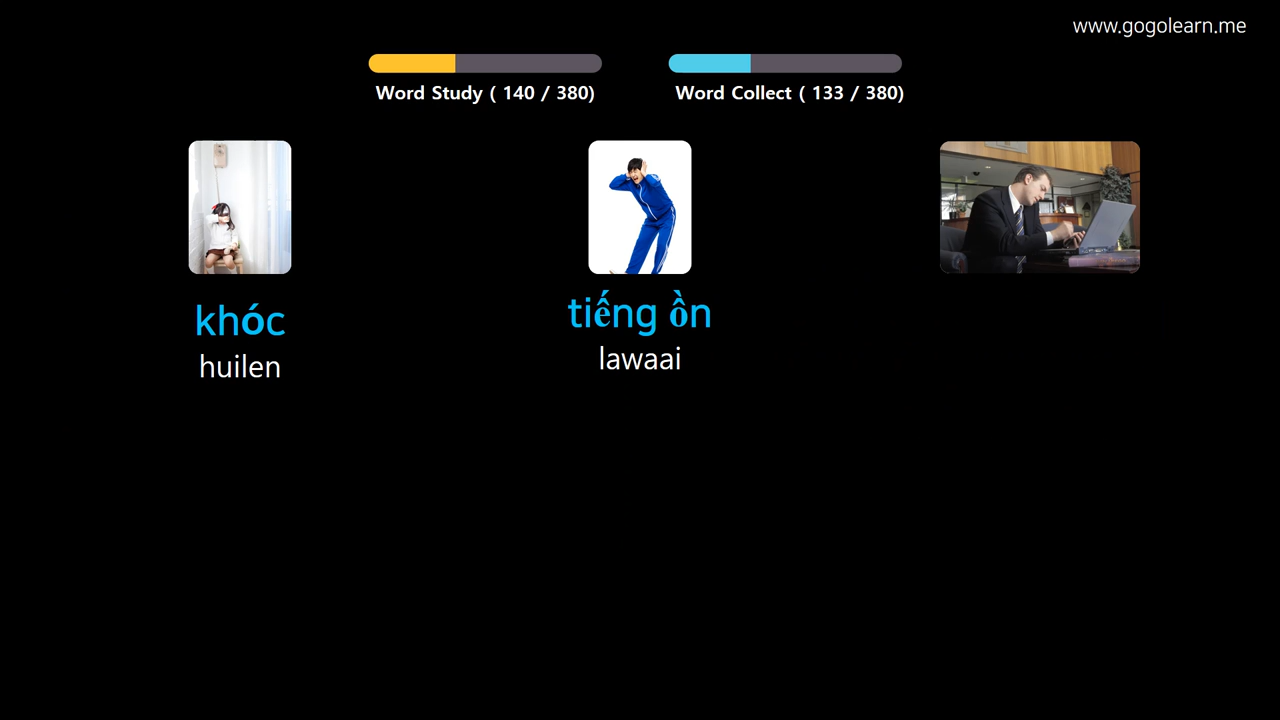 www.gogolearn.me
Word Study ( 140 / 380)
Word Collect ( 133 / 380)
khóc
huilen
tiếng ồn
lawaai